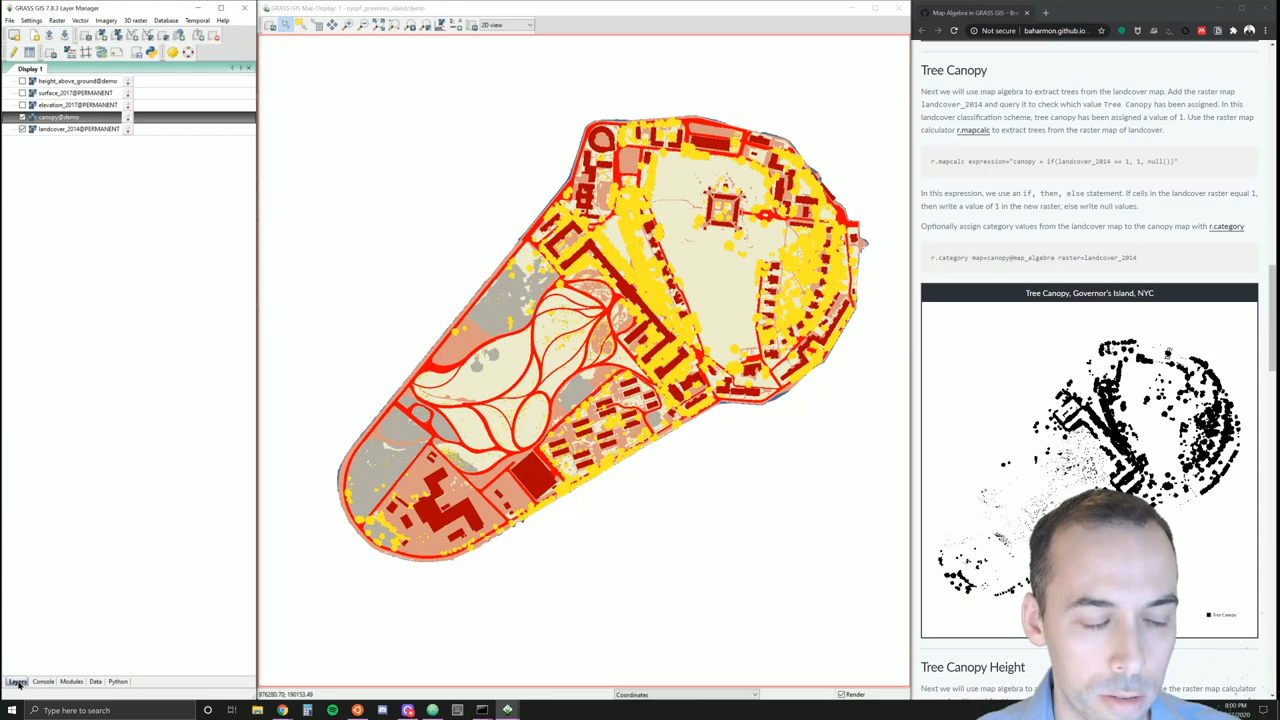 GRASS GIS 7.8.3 Layer Manager
File Settings Raster Vector Imagery 3D raster Database Temporal Help
Display 1
height_above_ground@demo
surface_2017@PERMANENT
elevation_2017@PERMANENT
canopy@demo
landcover_2014@PERMANENT
Layers Console Modules Data Python
GRASS GIS Map Display: 1 - nyspf_governors_island/demo
2D view
976280.70; 190153.49
Coordinates
Render
Map Algebra in GRASS GIS - Br
Not secure | baharmon.github.io
Tree Canopy
Next we will use map algebra to extract trees from the landcover map. Add the raster map
landcover_2014 and query it to check which value Tree Canopy has been assigned. In this
landcover classification scheme, tree canopy has been assigned a value of 1. Use the raster map
calculator r.mapcalc to extract trees from the raster map of landcover.
r.mapcalc expression="canopy = if(landcover_2014 == 1, 1, null())"
In this expression, we use an if, then, else statement. If cells in the landcover raster equal 1,
then write a value of 1 in the new raster, else write null values.
Optionally assign category values from the landcover map to the canopy map with r.category
r.category map=canopy@map_algebra raster=landcover_2014
Tree Canopy, Governor's Island, NYC
Tree Canopy
Tree Canopy Height
Next we will use map algebra to
the raster map calculator
Type here to search
8:00 PM